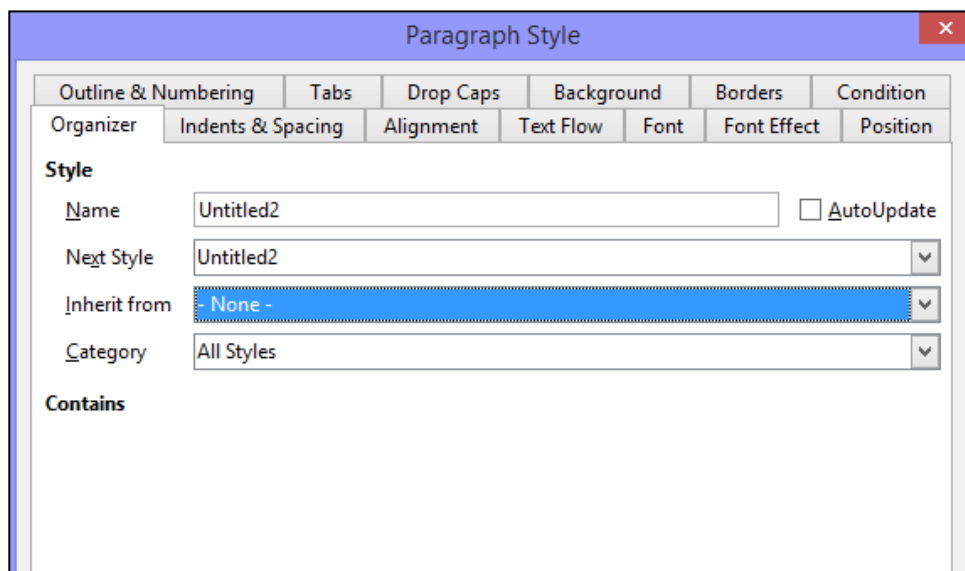 Paragraph Style
Outline & Numbering Tabs Drop Caps Background Borders Condition
Organizer Indents & Spacing Alignment Text Flow Font Font Effect Position
Style
Name Untitled2 AutoUpdate
Next Style Untitled2
Inherit from - None -
Category All Styles
Contains